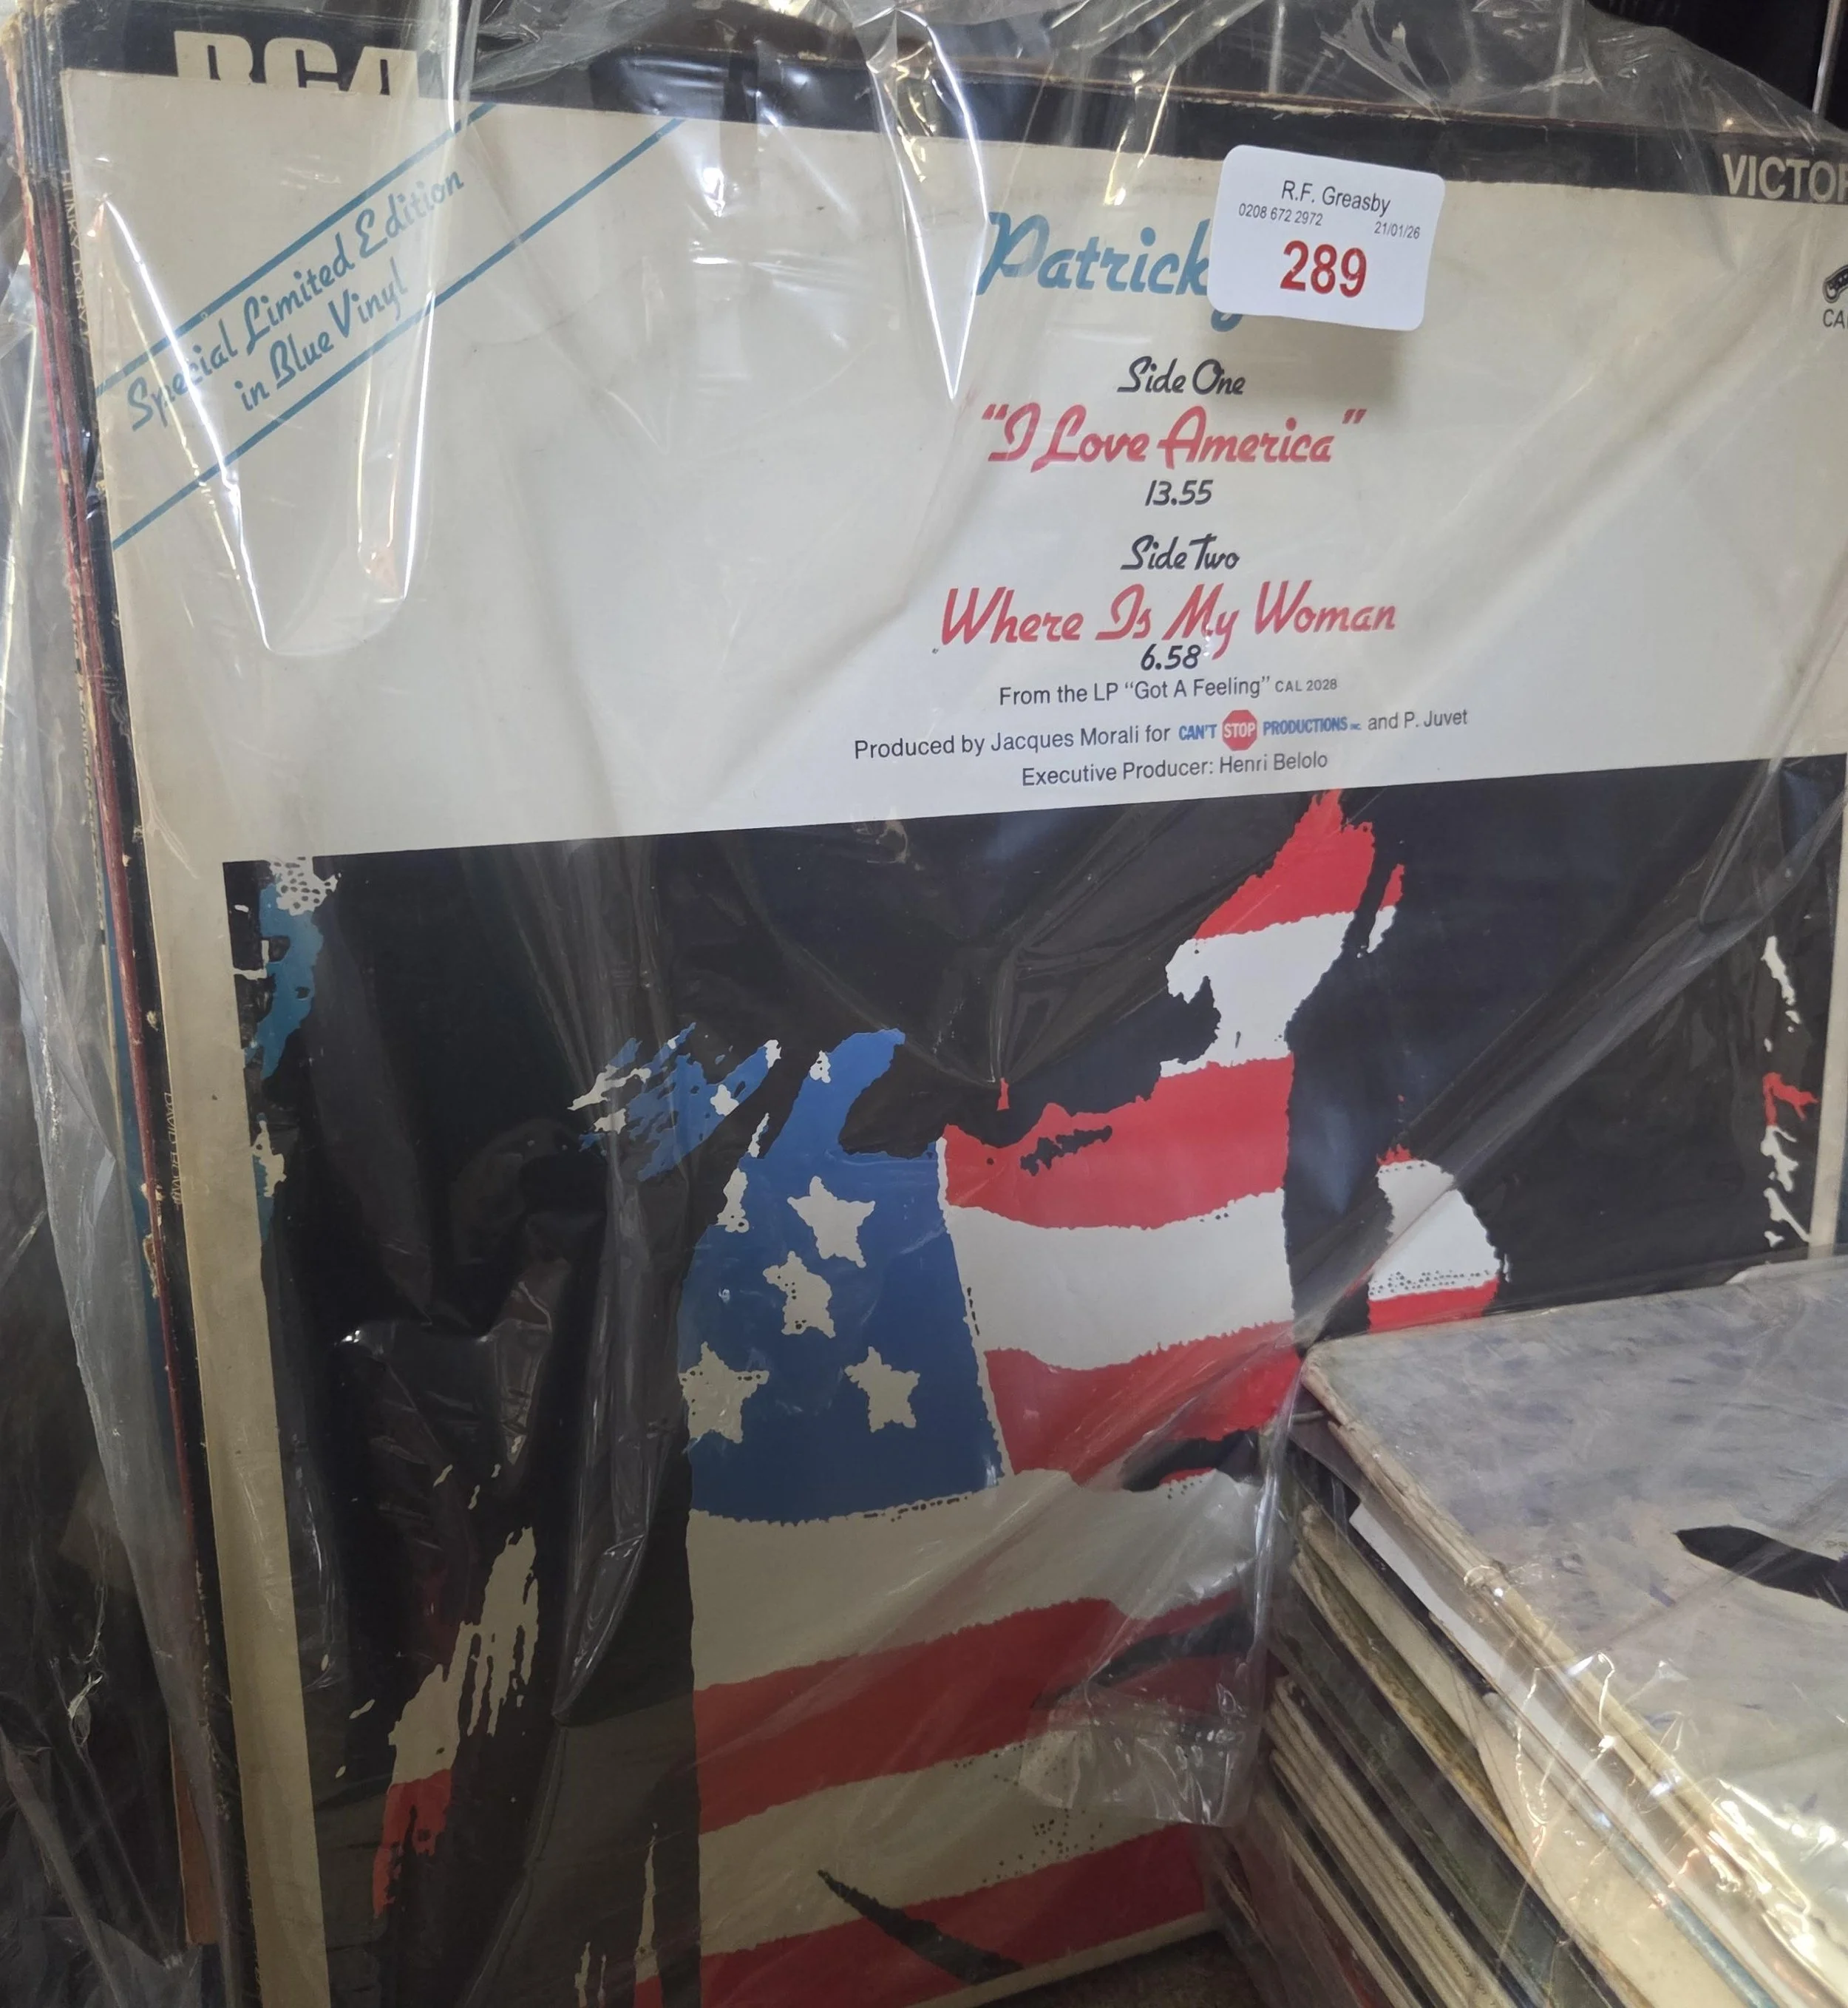 RCA
VICTOR
R.F. Greasby
0208 672 2972
21/01/26
289
Special Limited Edition
in Blue Vinyl
Patrick
Side One
"I Love America"
13.55
Side Two
Where Is My Woman
6.58
From the LP "Got A Feeling" CAL 2028
Produced by Jacques Morali for CAN'T STOP PRODUCTIONS INC. and P. Juvet
Executive Producer: Henri Belolo